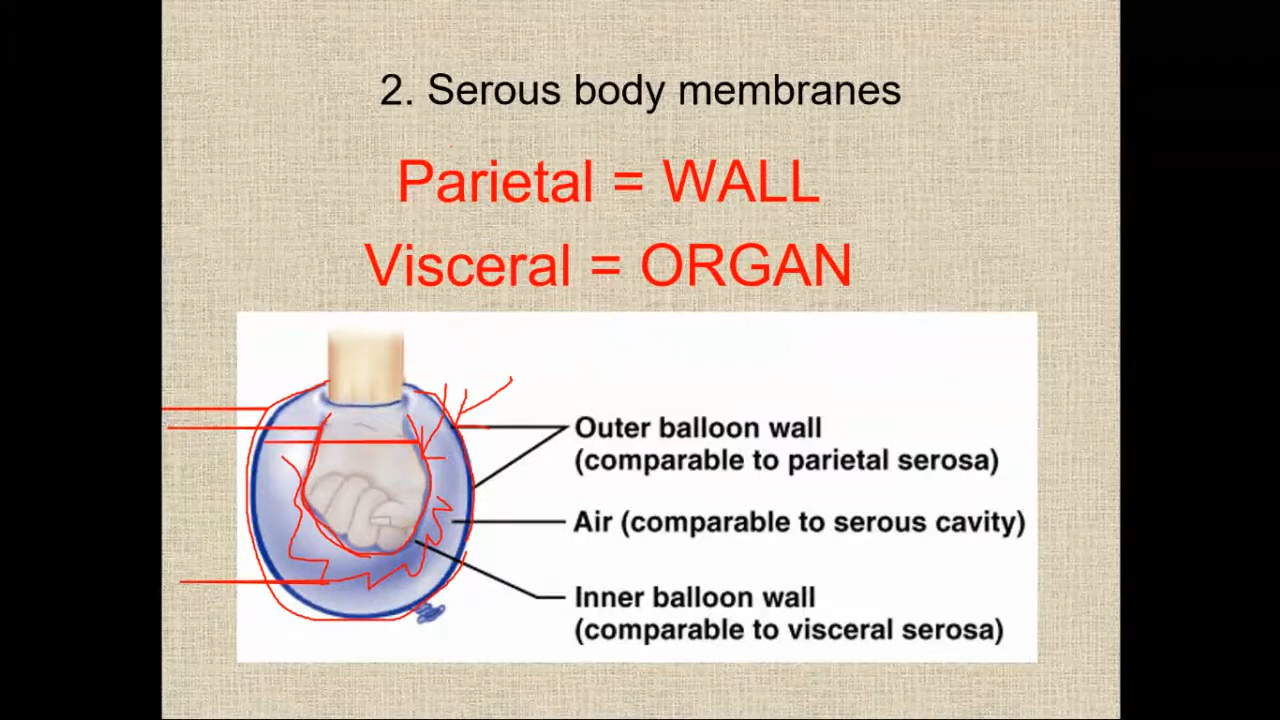 2. Serous body membranes
Parietal = WALL
Visceral = ORGAN
Outer balloon wall
(comparable to parietal serosa)
Air (comparable to serous cavity)
Inner balloon wall
(comparable to visceral serosa)